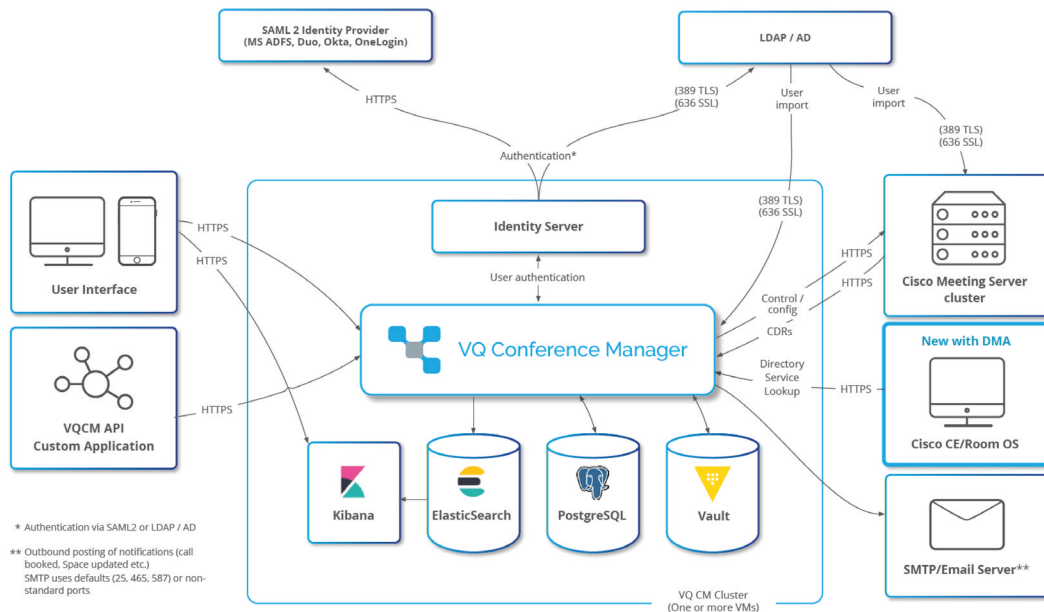 SAML 2 Identity Provider
(MS ADFS, Duo, Okta, OneLogin)
LDAP / AD
HTTPS
(389 TLS)
(636 SSL)
User
import
User
import
(389 TLS)
(636 SSL)
Authentication*
(389 TLS)
(636 SSL)
Identity Server
User Interface
HTTPS
HTTPS
User authentication
HTTPS
Cisco Meeting Server
cluster
Control /
config
HTTPS
CDRs
VQ Conference Manager
New with DMA
Directory
Service
Lookup
HTTPS
Cisco CE/Room OS
VQCM API
Custom Application
HTTPS
Kibana
ElasticSearch
PostgreSQL
Vault
SMTP/Email Server**
* Authentication via SAML2 or LDAP / AD
** Outbound posting of notifications (call
booked, Space updated etc.)
SMTP uses defaults (25, 465, 587) or non-
standard ports
VQ CM Cluster
(One or more VMs)